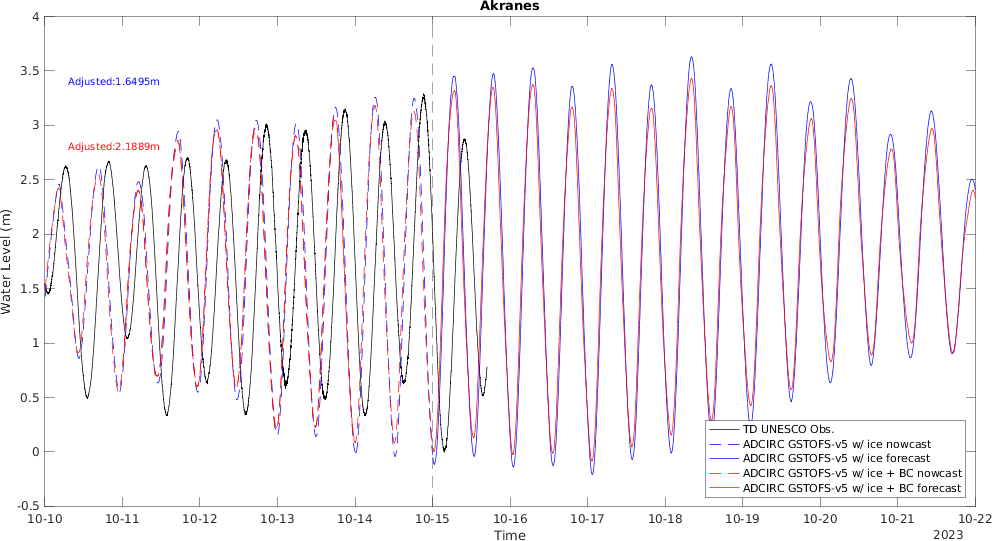 Akranes
4
3.5
3
2.5
2
1.5
1
0.5
0
-0.5
Water Level (m)
Adjusted:1.6495m
Adjusted:2.1889m
TD UNESCO Obs.
ADCIRC GSTOFS-v5 w/ ice nowcast
ADCIRC GSTOFS-v5 w/ ice forecast
ADCIRC GSTOFS-v5 w/ ice + BC nowcast
ADCIRC GSTOFS-v5 w/ ice + BC forecast
10-10 10-11 10-12 10-13 10-14 10-15 10-16 10-17 10-18 10-19 10-20 10-21 10-22
Time
2023